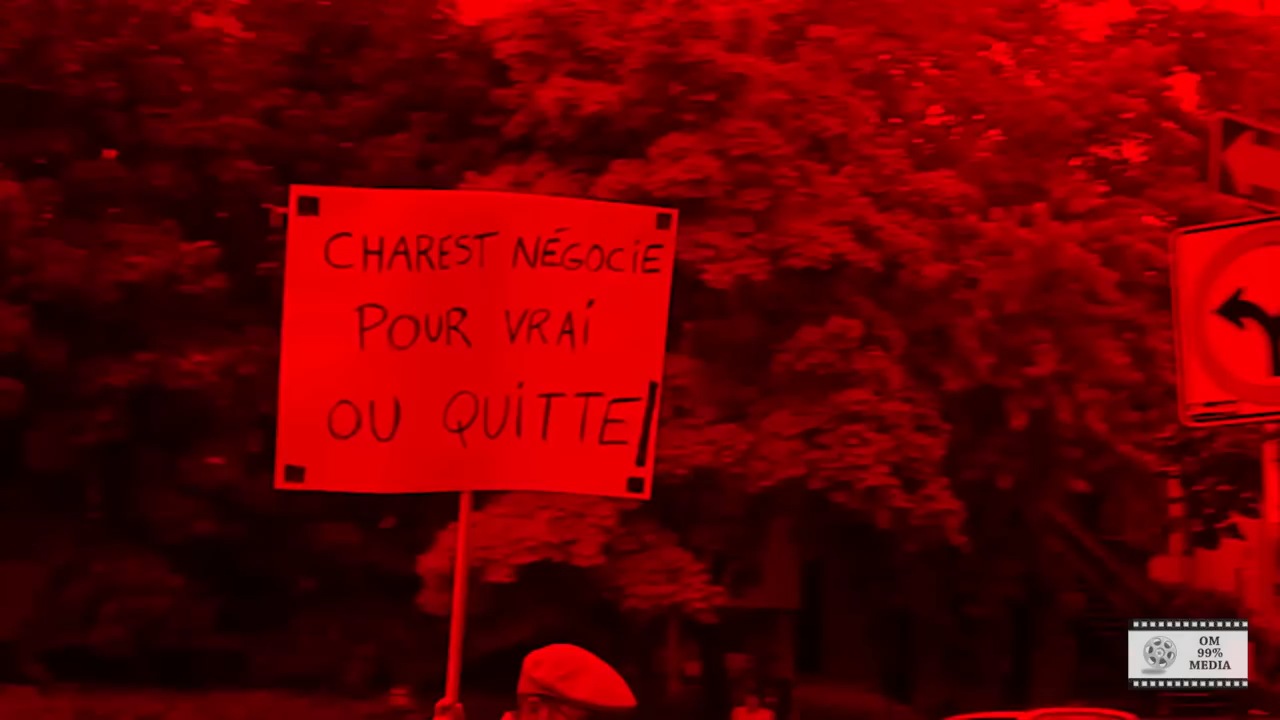 CHAREST NÉGOCIE
POUR VRAI
OU QUITTE!
OM
99%
MEDIA